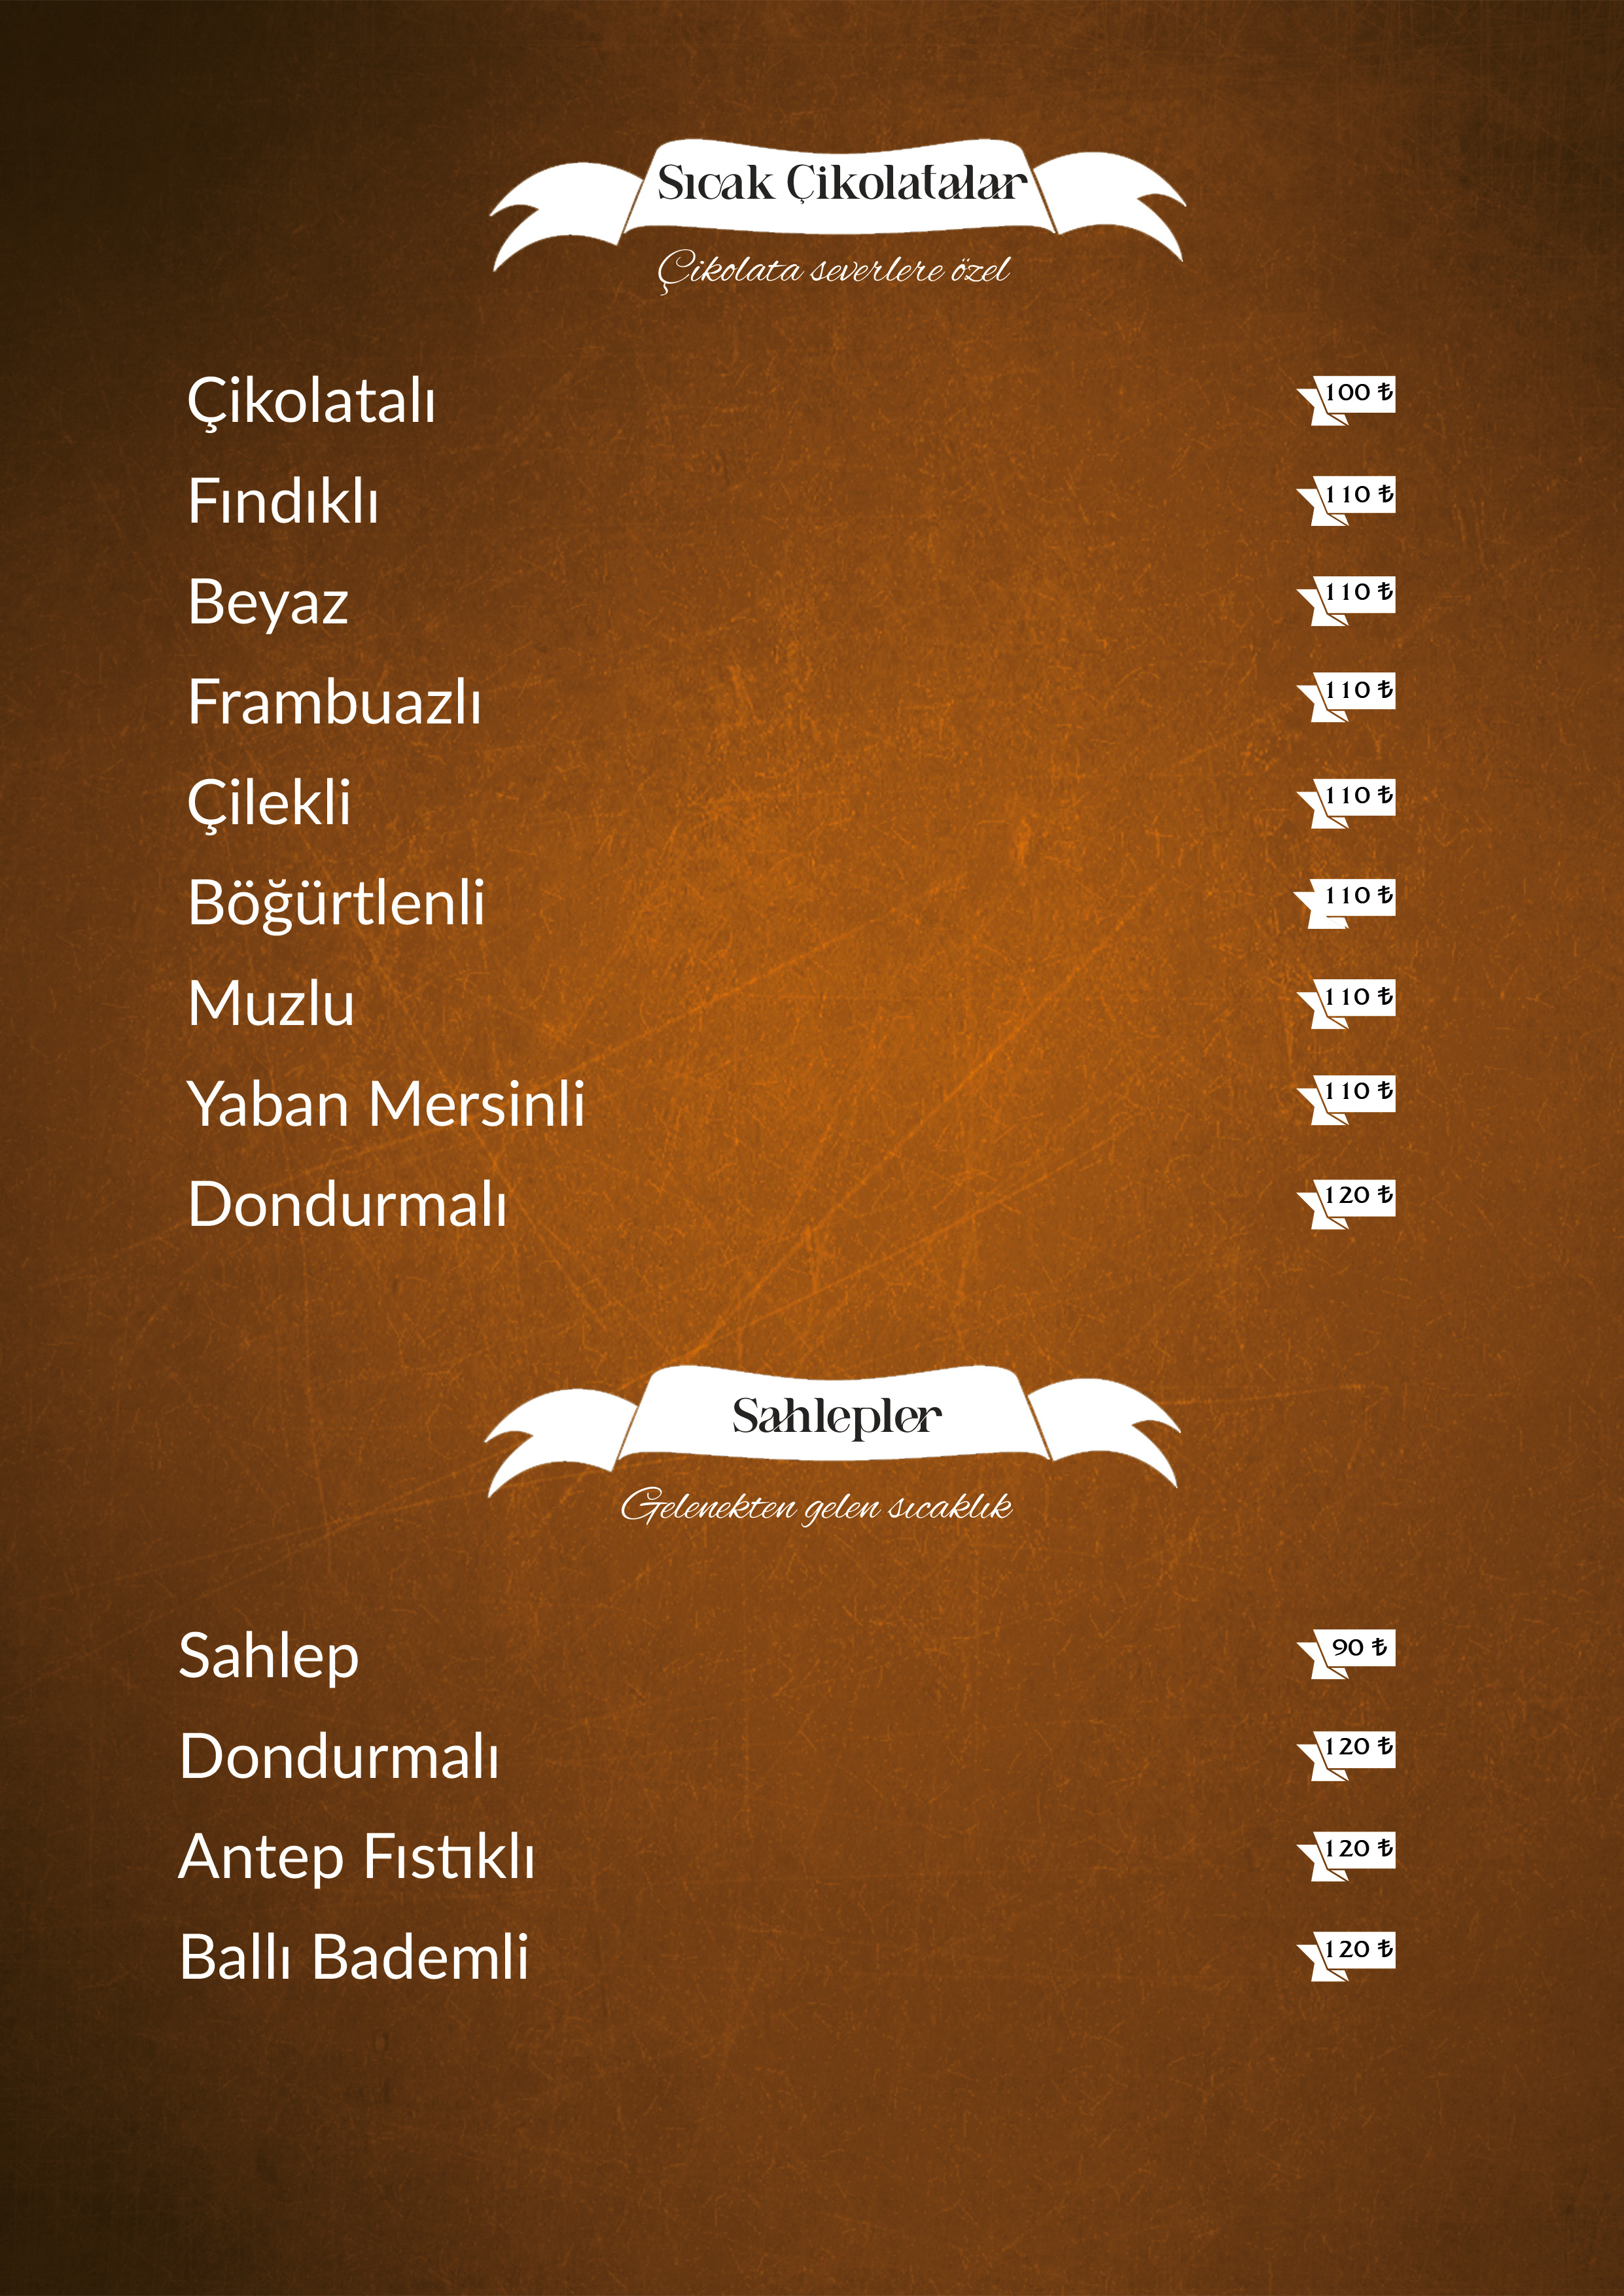 Sıcak Çikolatalar
Çikolata severlere özel
Çikolatalı 100 ₺
Fındıklı 110 ₺
Beyaz 110 ₺
Frambuazlı 110 ₺
Çilekli 110 ₺
Böğürtlenli 110 ₺
Muzlu 110 ₺
Yaban Mersinli 110 ₺
Dondurmalı 120 ₺
Sahlepler
Gelenekten gelen sıcaklık
Sahlep 90 ₺
Dondurmalı 120 ₺
Antep Fıstıklı 120 ₺
Ballı Bademli 120 ₺